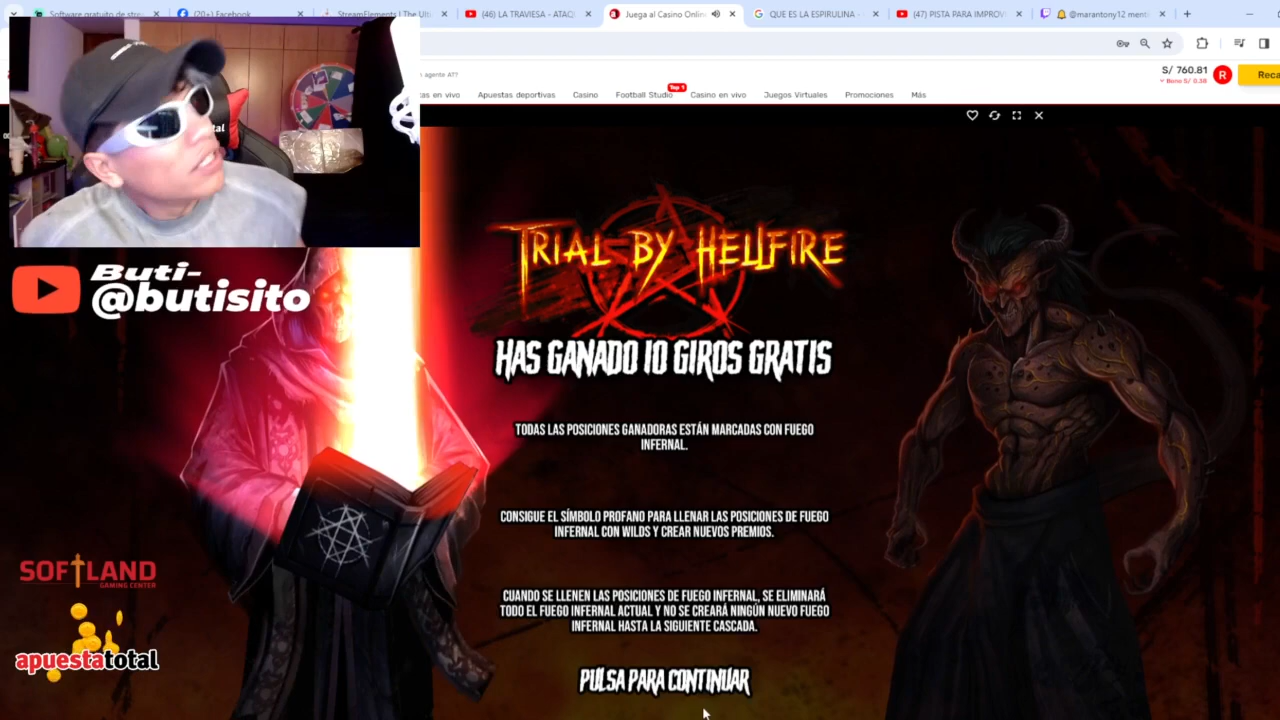 Software gratuito de stre
(20+) Facebook
StreamElements | The Ulti
(46) LA TRAVIESA - ATAQ
Juega al Casino Onlin
QUE ES LA ESPIRULINA -
(47) PISTA PARA IMPROV
@marantony12 menti
agente AT?
S/ 760.81
Bono S/ 0.38
R
Reca
as en vivo
Apuestas deportivas
Casino
Football Studio
Top 1
Casino en vivo
Juegos Virtuales
Promociones
Más
TRIAL BY HELLFIRE
HAS GANADO 10 GIROS GRATIS
TODAS LAS POSICIONES GANADORAS ESTÁN MARCADAS CON FUEGO
INFERNAL.
CONSIGUE EL SÍMBOLO PROFANO PARA LLENAR LAS POSICIONES DE FUEGO
INFERNAL CON WILDS Y CREAR NUEVOS PREMIOS.
CUANDO SE LLENEN LAS POSICIONES DE FUEGO INFERNAL, SE ELIMINARÁ
TODO EL FUEGO INFERNAL ACTUAL Y NO SE CREARÁ NINGÚN NUEVO FUEGO
INFERNAL HASTA LA SIGUIENTE CASCADA.
PULSA PARA CONTINUAR
Buti-
@butisito
SOFTLAND
GAMING CENTER
apuestatotal